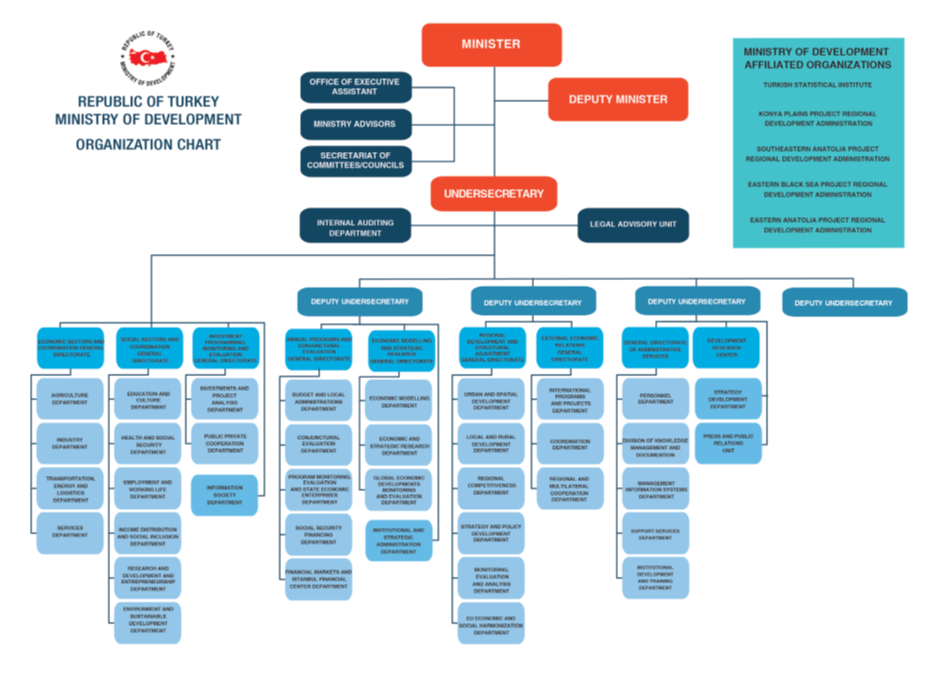 REPUBLIC OF TURKEY
MINISTRY OF DEVELOPMENT
REPUBLIC OF TURKEY
MINISTRY OF DEVELOPMENT
ORGANIZATION CHART
MINISTER
DEPUTY MINISTER
OFFICE OF EXECUTIVE
ASSISTANT
MINISTRY ADVISORS
SECRETARIAT OF
COMMITTEES/COUNCILS
UNDERSECRETARY
INTERNAL AUDITING
DEPARTMENT
LEGAL ADVISORY UNIT
MINISTRY OF DEVELOPMENT
AFFILIATED ORGANIZATIONS
TURKISH STATISTICAL INSTITUTE
KONYA PLAINS PROJECT REGIONAL
DEVELOPMENT ADMINISTRATION
SOUTHEASTERN ANATOLIA PROJECT
REGIONAL DEVELOPMENT ADMINISTRATION
EASTERN BLACK SEA PROJECT REGIONAL
DEVELOPMENT ADMINISTRATION
EASTERN ANATOLIA PROJECT REGIONAL
DEVELOPMENT ADMINISTRATION
DEPUTY UNDERSECRETARY
DEPUTY UNDERSECRETARY
DEPUTY UNDERSECRETARY
DEPUTY UNDERSECRETARY
ECONOMIC SECTORS AND
COORDINATION GENERAL
DIRECTORATE
AGRICULTURE
DEPARTMENT
INDUSTRY
DEPARTMENT
TRANSPORTATION,
ENERGY AND
LOGISTICS
DEPARTMENT
SERVICES
DEPARTMENT
SOCIAL SECTORS AND
COORDINATION
GENERAL
DIRECTORATE
EDUCATION AND
CULTURE
DEPARTMENT
HEALTH AND SOCIAL
SECURITY
DEPARTMENT
EMPLOYMENT AND
WORKING LIFE
DEPARTMENT
INCOME DISTRIBUTION
AND SOCIAL INCLUSION
DEPARTMENT
RESEARCH AND
DEVELOPMENT AND
ENTREPRENEURSHIP
DEPARTMENT
ENVIRONMENT AND
SUSTAINABLE
DEVELOPMENT
DEPARTMENT
INVESTMENT
PROGRAMMING,
MONITORING AND
EVALUATION
GENERAL DIRECTORATE
INVESTMENTS AND
PROJECT
ANALYSIS
DEPARTMENT
PUBLIC PRIVATE
COOPERATION
DEPARTMENT
INFORMATION
SOCIETY
DEPARTMENT
ANNUAL PROGRAMS AND
CONJUNCTURAL
EVALUATION
GENERAL DIRECTORATE
BUDGET AND LOCAL
ADMINISTRATIONS
DEPARTMENT
CONJUNCTURAL
EVALUATION
DEPARTMENT
PROGRAM MONITORING,
EVALUATION
AND STATE ECONOMIC
ENTERPRISES
DEPARTMENT
SOCIAL SECURITY
FINANCING
DEPARTMENT
FINANCIAL MARKETS AND
ISTANBUL FINANCIAL
CENTER DEPARTMENT
ECONOMIC MODELLING
AND STRATEGIC
RESEARCH
GENERAL DIRECTORATE
ECONOMIC MODELLING
DEPARTMENT
ECONOMIC AND
STRATEGIC RESEARCH
DEPARTMENT
GLOBAL ECONOMIC
DEVELOPMENTS
MONITORING
AND EVALUATION
DEPARTMENT
INSTITUTIONAL AND
STRATEGIC
ADMINISTRATION
DEPARTMENT
REGIONAL
DEVELOPMENT AND
STRUCTURAL
ADJUSTMENT
GENERAL DIRECTORATE
URBAN AND SPATIAL
DEVELOPMENT
DEPARTMENT
LOCAL AND RURAL
DEVELOPMENT
DEPARTMENT
REGIONAL
COMPETITIVENESS
DEPARTMENT
STRATEGY AND POLICY
DEVELOPMENT
DEPARTMENT
MONITORING,
EVALUATION
AND ANALYSIS
DEPARTMENT
EU ECONOMIC AND
SOCIAL HARMONIZATION
DEPARTMENT
EXTERNAL ECONOMIC
RELATIONS
GENERAL
DIRECTORATE
INTERNATIONAL
PROGRAMS
AND PROJECTS
DEPARTMENT
COORDINATION
DEPARTMENT
REGIONAL AND
MULTILATERAL
COOPERATION
DEPARTMENT
GENERAL DIRECTORATE
OF ADMINISTRATIVE
SERVICES
PERSONNEL
DEPARTMENT
DIVISION OF KNOWLEDGE
MANAGEMENT AND
DOCUMENTION
MANAGEMENT
INFORMATION SYSTEMS
DEPARTMENT
SUPPORT SERVICES
DEPARTMENT
INSTITUTIONAL
DEVELOPMENT
AND TRAINING
DEPARTMENT
DEVELOPMENT
RESEARCH
CENTER
STRATEGY
DEVELOPMENT
DEPARTMENT
PRESS AND PUBLIC
RELATIONS
UNIT